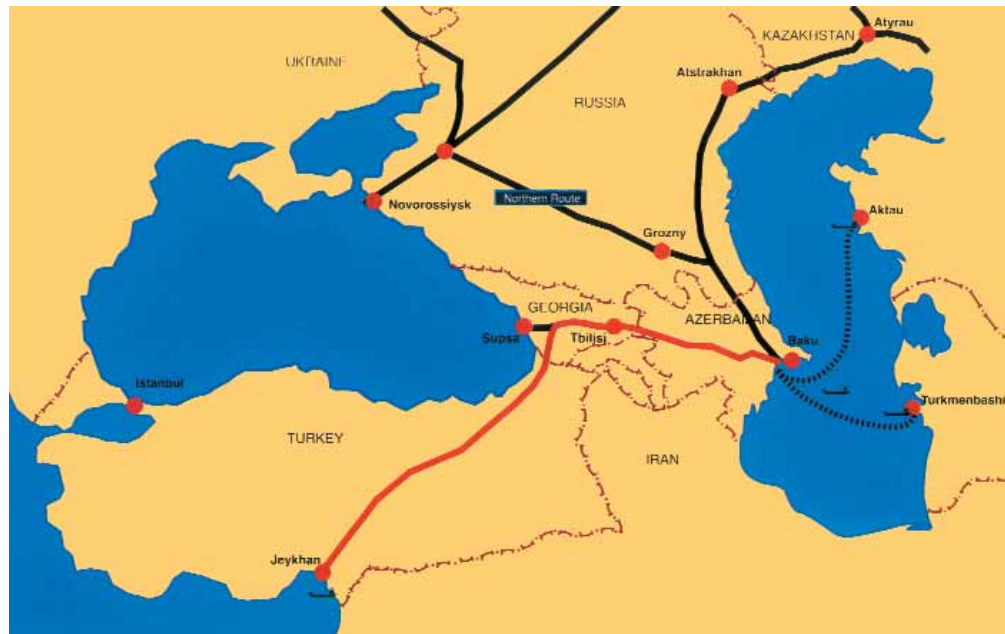 Atyrau
KAZAKHSTAN
UKRAINE
Atstrakhan
RUSSIA
Northern Route
Novorossiysk
Aktau
Grozny
GEORGIA
AZERBAIJAN
Supsa
Tbilisi
Baku
Istanbul
Turkmenbashi
TURKEY
IRAN
Jeykhan